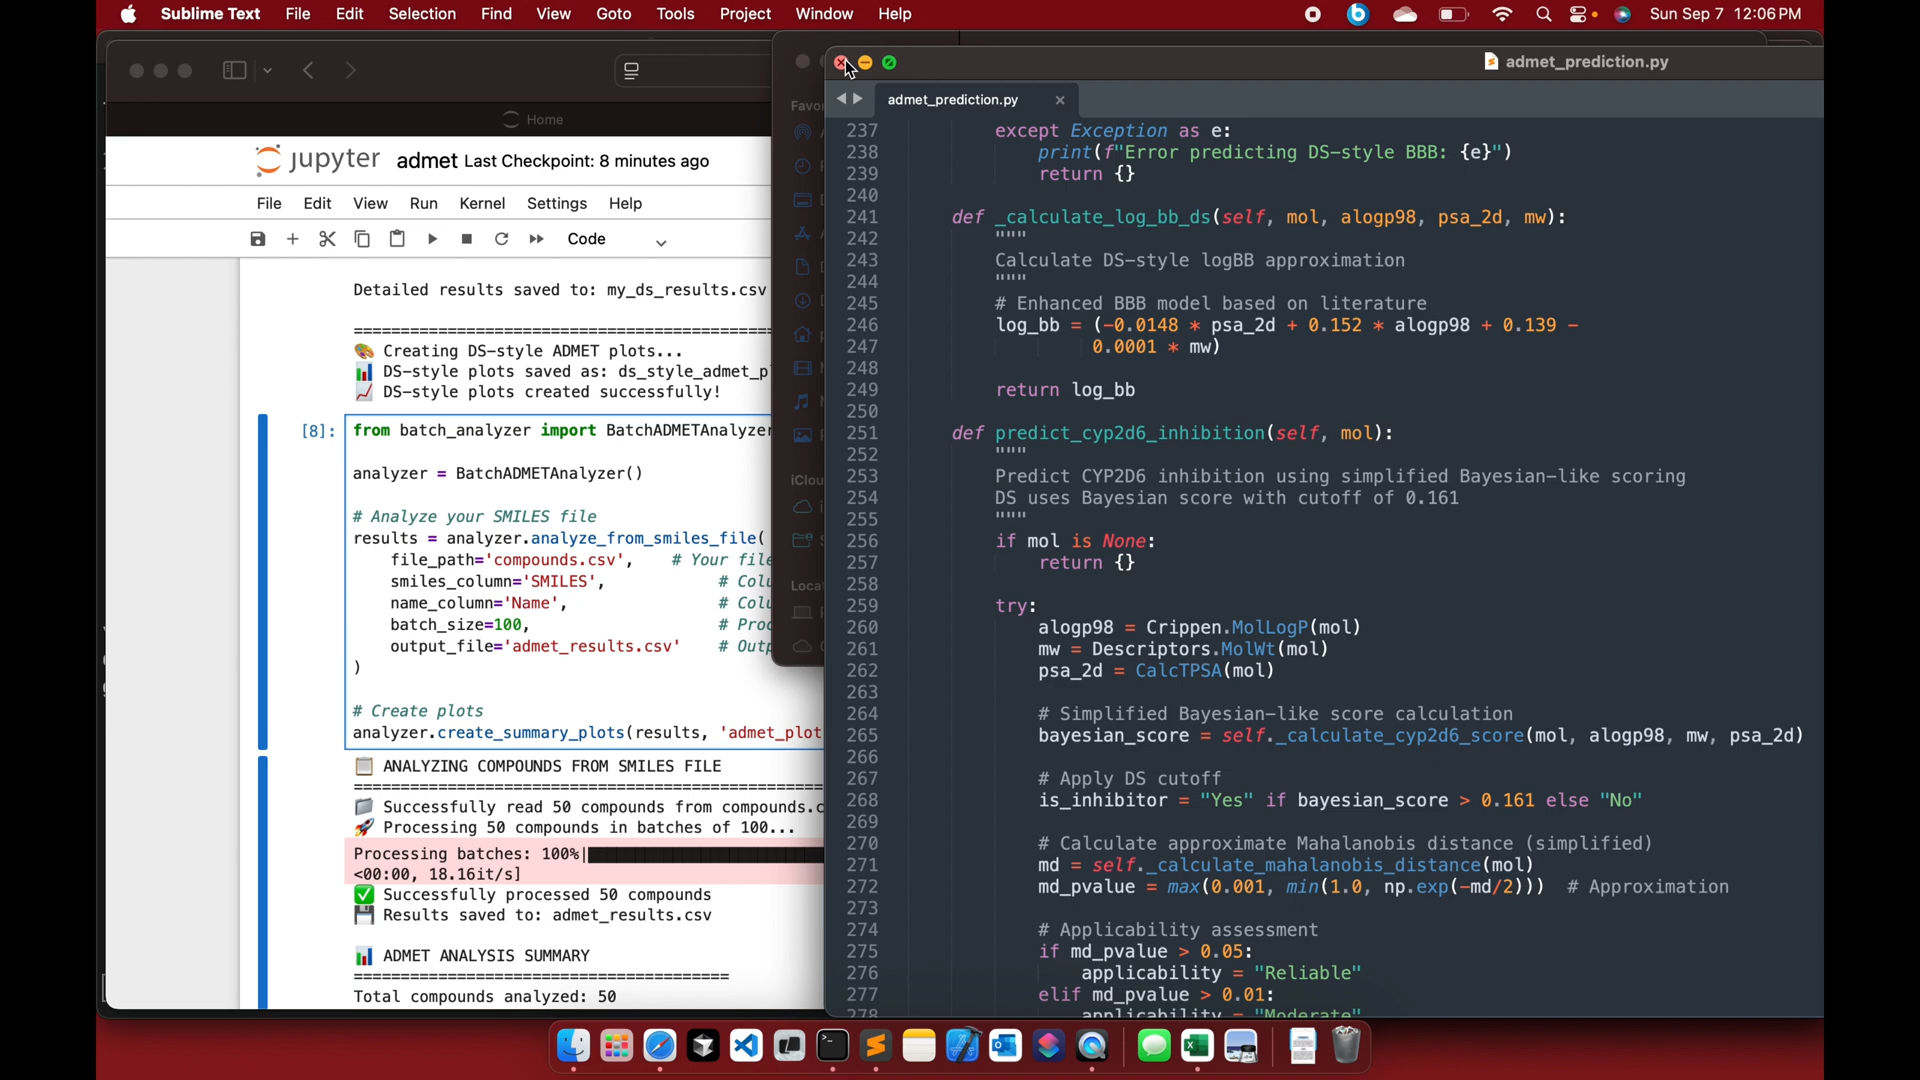 Sublime Text File Edit Selection Find View Goto Tools Project Window Help Sun Sep 7 12:06 PM
Home
jupyter admet Last Checkpoint: 8 minutes ago
File Edit View Run Kernel Settings Help
Code
Detailed results saved to: my_ds_results.csv
===========================================
🎨 Creating DS-style ADMET plots...
📊 DS-style plots saved as: ds_style_admet_p
📈 DS-style plots created successfully!
[8]: from batch_analyzer import BatchADMETAnalyzer
analyzer = BatchADMETAnalyzer()
# Analyze your SMILES file
results = analyzer.analyze_from_smiles_file(
file_path='compounds.csv', # Your file
smiles_column='SMILES', # Colu
name_column='Name', # Colu
batch_size=100, # Proc
output_file='admet_results.csv' # Outp
)
# Create plots
analyzer.create_summary_plots(results, 'admet_plot
📋 ANALYZING COMPOUNDS FROM SMILES FILE
==================================================
📁 Successfully read 50 compounds from compounds.c
🚀 Processing 50 compounds in batches of 100...
Processing batches: 100%|
<00:00, 18.16it/s]
✅ Successfully processed 50 compounds
💾 Results saved to: admet_results.csv
📊 ADMET ANALYSIS SUMMARY
========================================
Total compounds analyzed: 50
Favo
iClou
Locat
admet_prediction.py
admet_prediction.py
237 except Exception as e:
238 print(f"Error predicting DS-style BBB: {e}")
239 return {}
240
241 def _calculate_log_bb_ds(self, mol, alogp98, psa_2d, mw):
242 """
243 Calculate DS-style logBB approximation
244 """
245 # Enhanced BBB model based on literature
246 log_bb = (-0.0148 * psa_2d + 0.152 * alogp98 + 0.139 -
247 0.0001 * mw)
248
249 return log_bb
250
251 def predict_cyp2d6_inhibition(self, mol):
252 """
253 Predict CYP2D6 inhibition using simplified Bayesian-like scoring
254 DS uses Bayesian score with cutoff of 0.161
255 """
256 if mol is None:
257 return {}
258
259 try:
260 alogp98 = Crippen.MolLogP(mol)
261 mw = Descriptors.MolWt(mol)
262 psa_2d = CalcTPSA(mol)
263
264 # Simplified Bayesian-like score calculation
265 bayesian_score = self._calculate_cyp2d6_score(mol, alogp98, mw, psa_2d)
266
267 # Apply DS cutoff
268 is_inhibitor = "Yes" if bayesian_score > 0.161 else "No"
269
270 # Calculate approximate Mahalanobis distance (simplified)
271 md = self._calculate_mahalanobis_distance(mol)
272 md_pvalue = max(0.001, min(1.0, np.exp(-md/2))) # Approximation
273
274 # Applicability assessment
275 if md_pvalue > 0.05:
276 applicability = "Reliable"
277 elif md_pvalue > 0.01:
278 applicability = "Moderate"